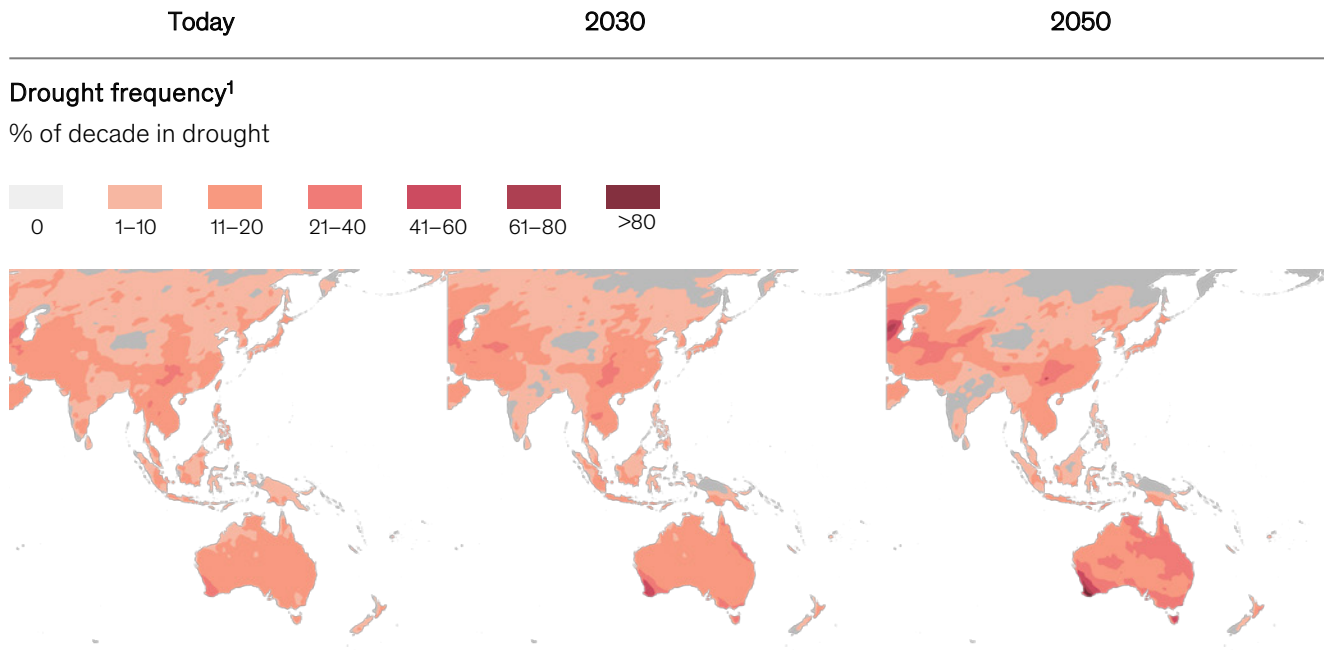 Today 2030 2050
Drought frequency¹
% of decade in drought
0 1–10 11–20 21–40 41–60 61–80 >80